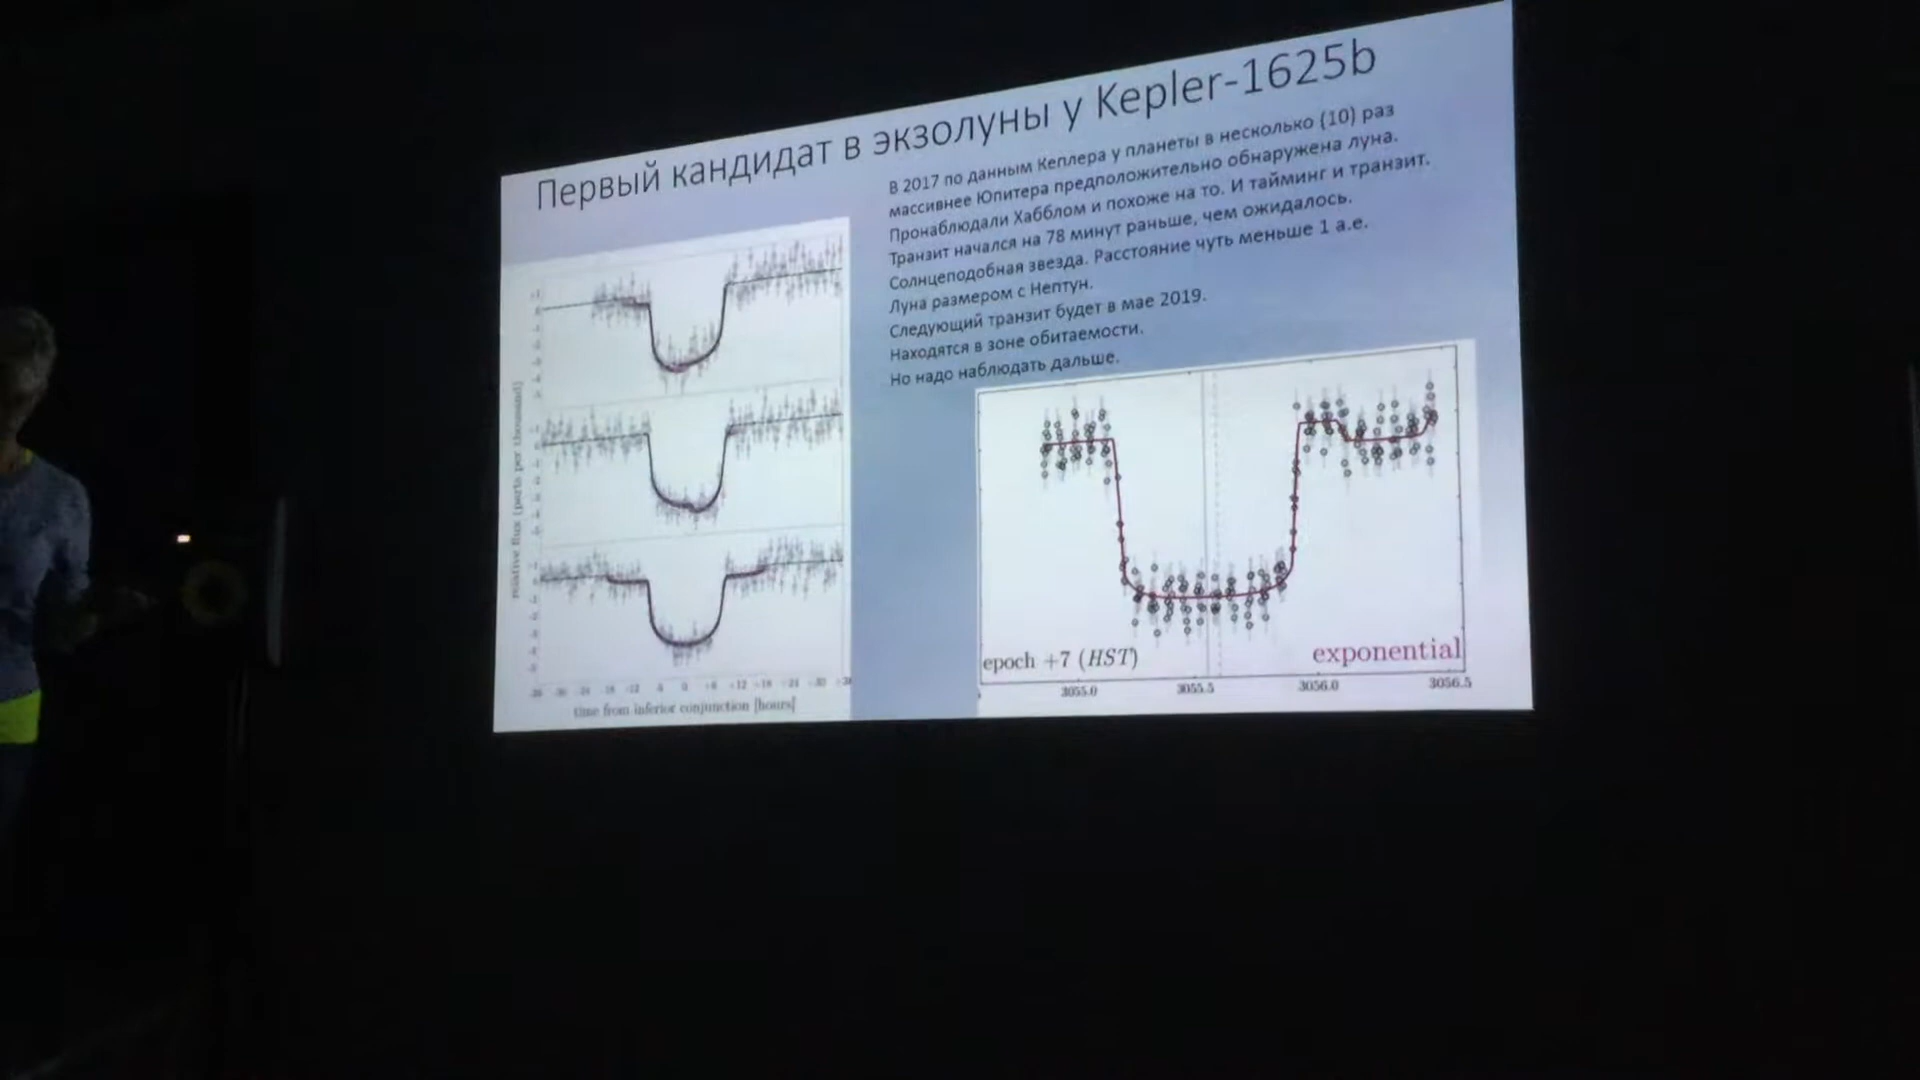 Первый кандидат в экзолуны у Kepler-1625b
В 2017 по данным Кеплера у планеты в несколько (10) раз
массивнее Юпитера предположительно обнаружена луна.
Пронаблюдали Хабблом и похоже на то. И тайминг и транзит.
Транзит начался на 78 минут раньше, чем ожидалось.
Солнцеподобная звезда. Расстояние чуть меньше 1 а.е.
Луна размером с Нептун.
Следующий транзит будет в мае 2019.
Находятся в зоне обитаемости.
Но надо наблюдать дальше.
relative flux [parts per thousand]
time from inferior conjunction [hours]
epoch +7 (HST)
exponential
3055.0 3055.5 3056.0 3056.5